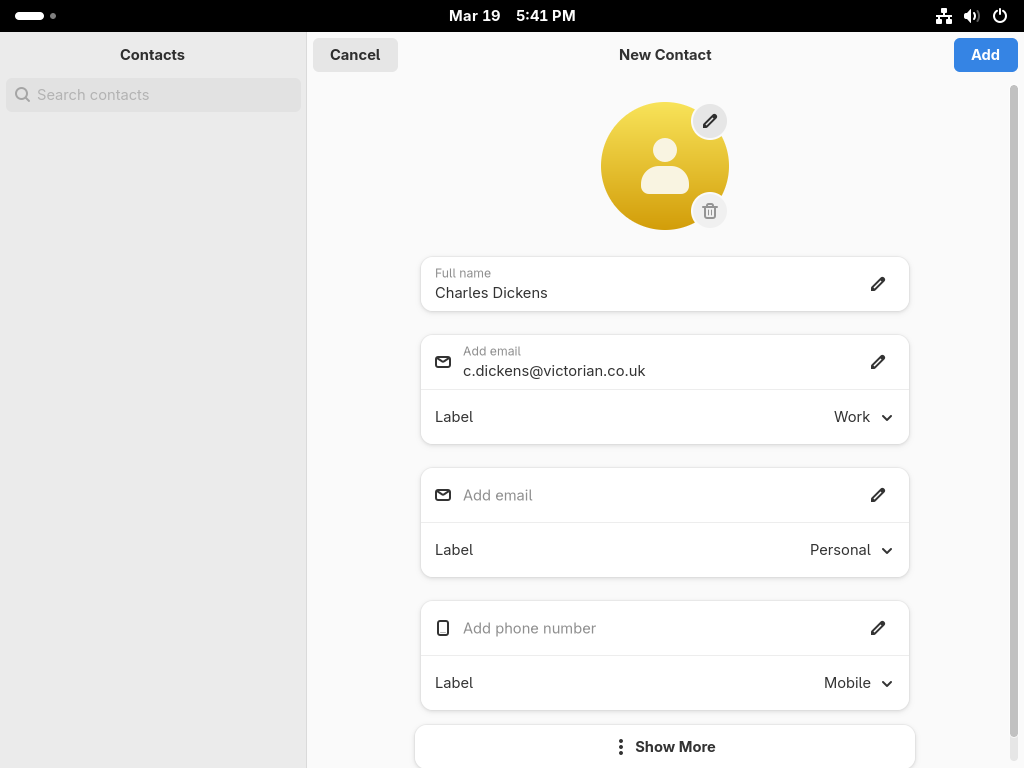 Mar 19 5:41 PM
Contacts
Cancel
New Contact
Add
Search contacts
Full name
Charles Dickens
Add email
c.dickens@victorian.co.uk
Label
Work
Add email
Label
Personal
Add phone number
Label
Mobile
Show More